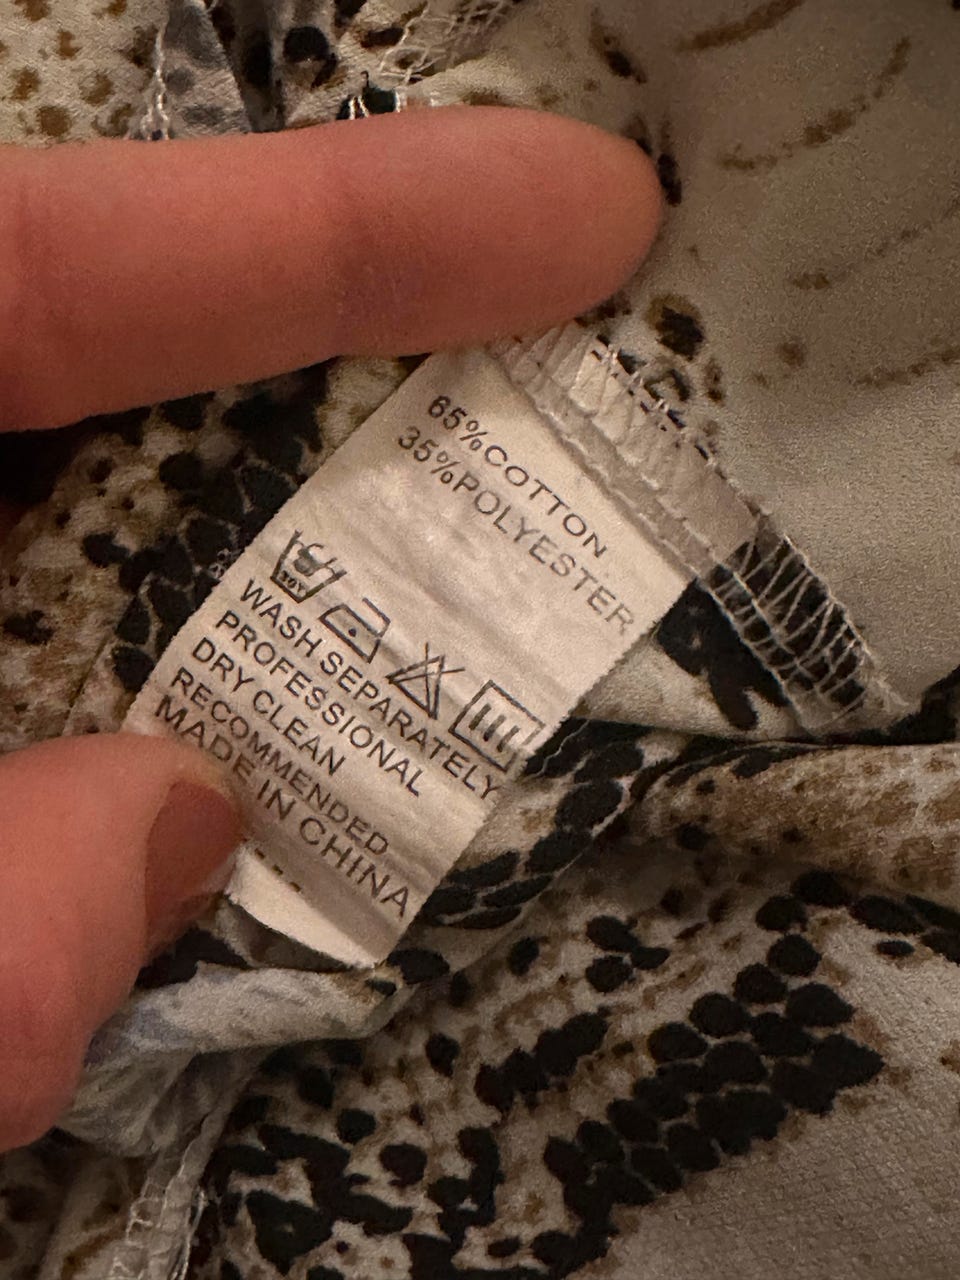 65%COTTON
35%POLYESTER
WASH SEPARATELY
PROFESSIONAL
DRY CLEAN
RECOMMENDED
MADE IN CHINA